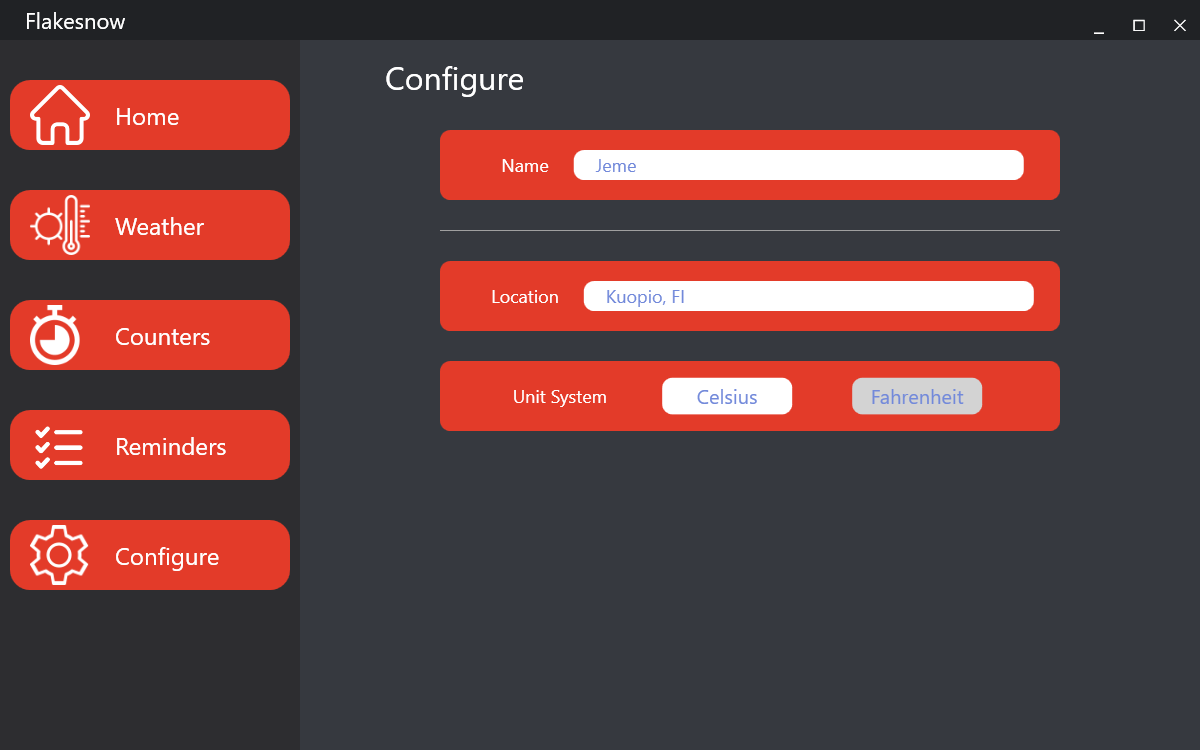 Flakesnow
Home
Weather
Counters
Reminders
Configure
Configure
Name Jeme
Location Kuopio, FI
Unit System Celsius Fahrenheit